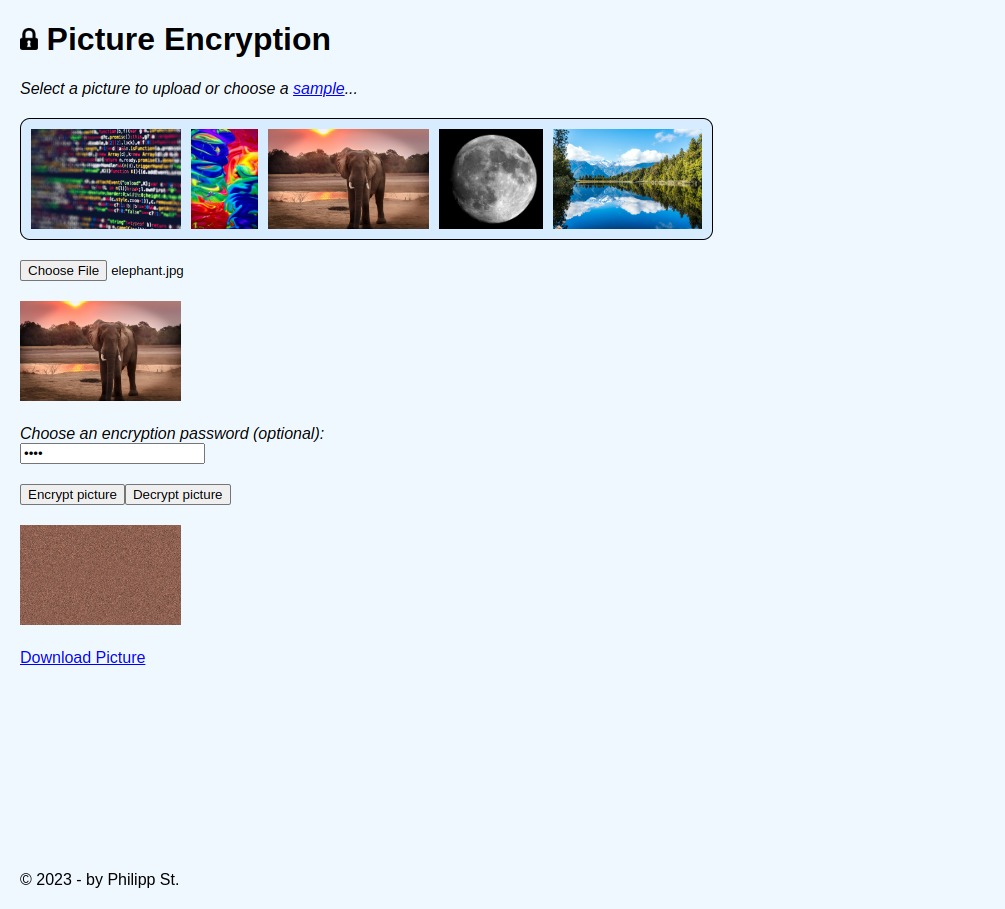 Picture Encryption
Select a picture to upload or choose a sample...
Choose File elephant.jpg
Choose an encryption password (optional):
••••
Encrypt picture Decrypt picture
Download Picture
© 2023 - by Philipp St.